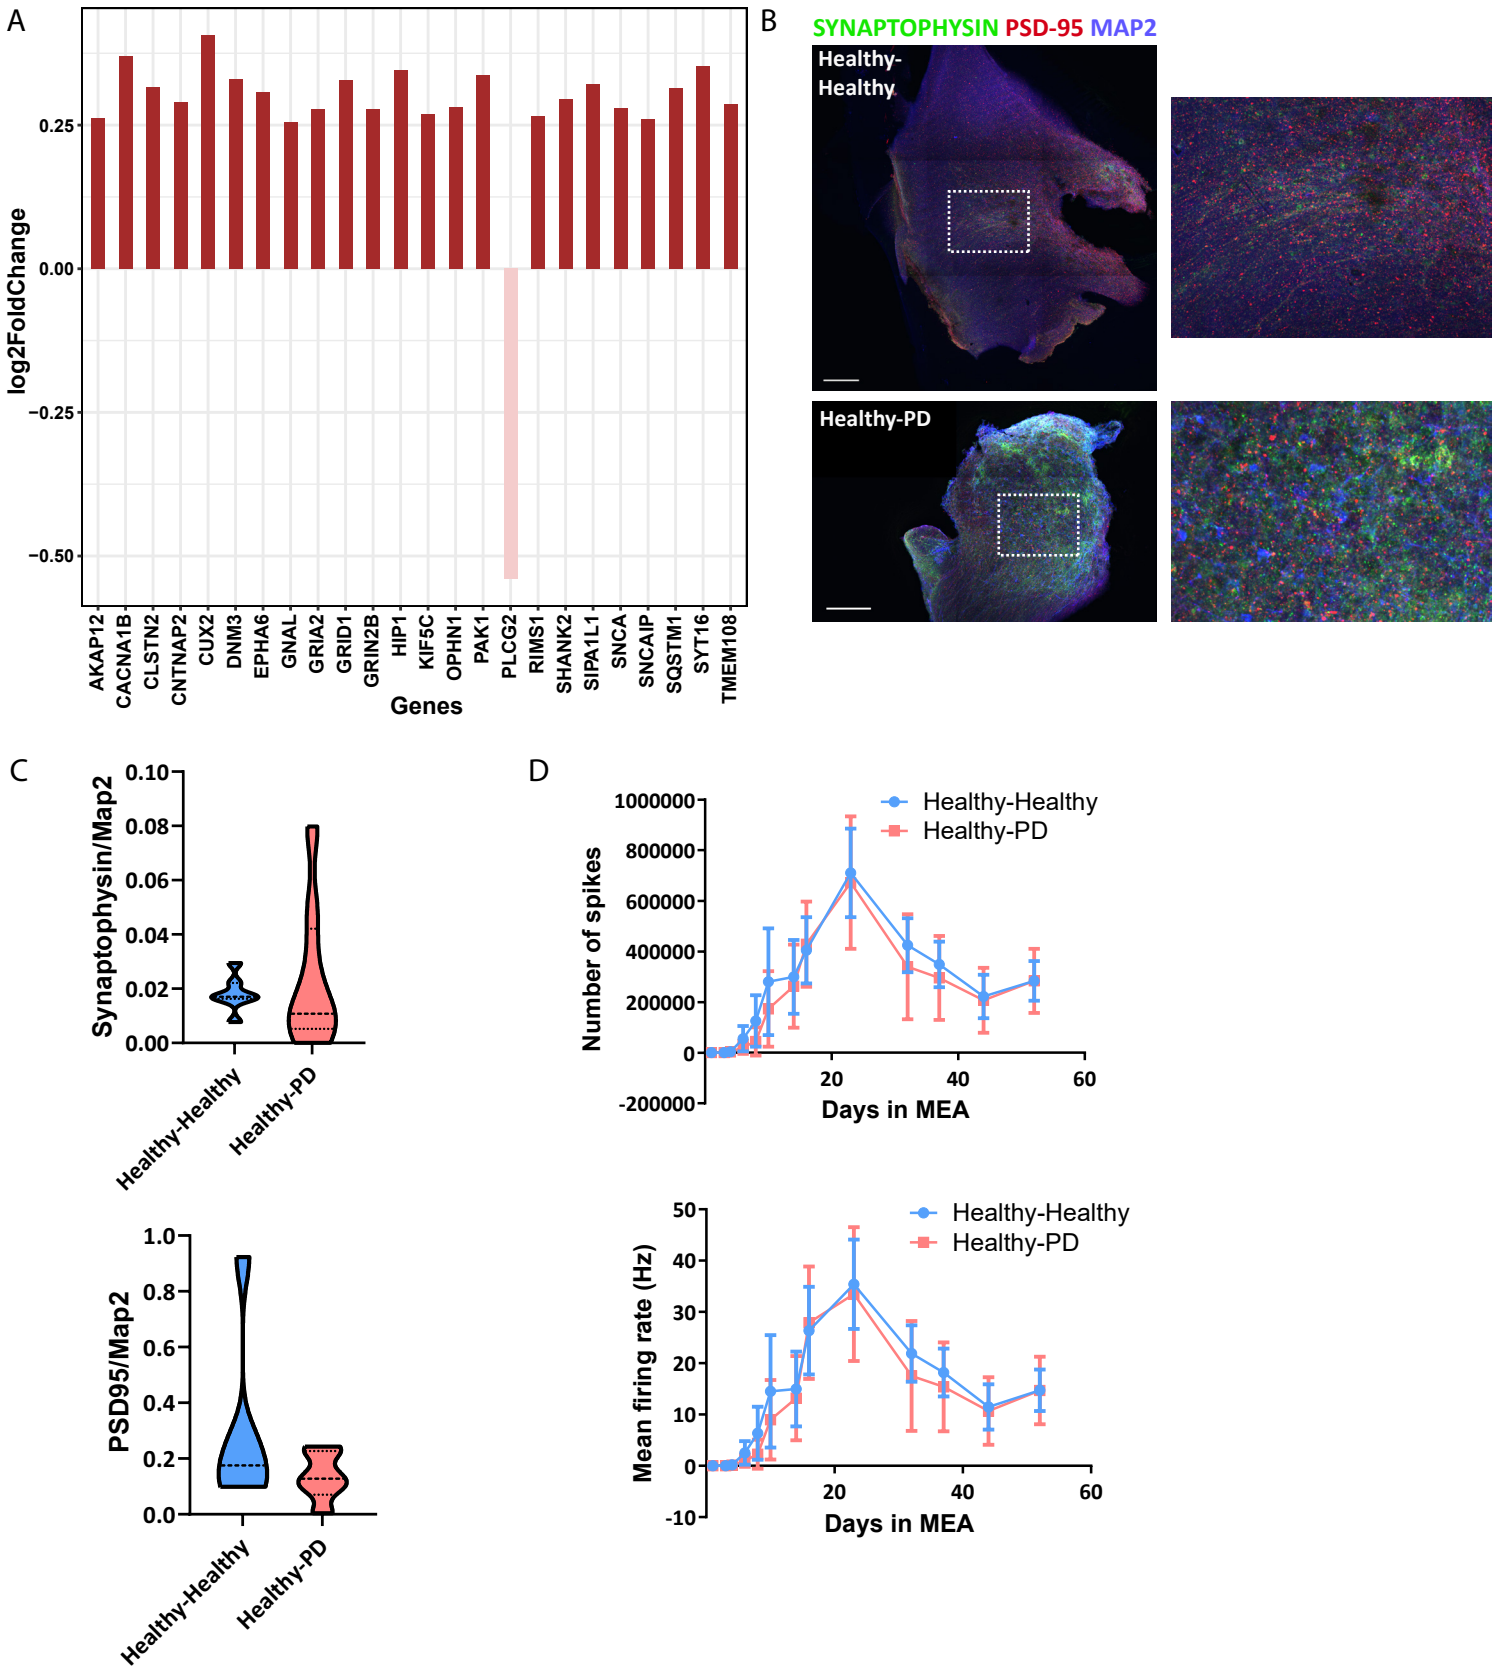 A
log2FoldChange
0.25
0.00
−0.25
−0.50
AKAP12
CACNA1B
CLSTN2
CNTNAP2
CUX2
DNM3
EPHA6
GNAL
GRIA2
GRID1
GRIN2B
HIP1
KIF5C
OPHN1
PAK1
PLCG2
RIMS1
SHANK2
SIPA1L1
SNCA
SNCAIP
SQSTM1
SYT16
TMEM108
Genes
B
SYNAPTOPHYSIN PSD-95 MAP2
Healthy-
Healthy
Healthy-PD
C
Synaptophysin/Map2
0.10
0.08
0.06
0.04
0.02
0.00
Healthy-Healthy
Healthy-PD
PSD95/Map2
1.0
0.8
0.6
0.4
0.2
0.0
Healthy-Healthy
Healthy-PD
D
Number of spikes
1000000
800000
600000
400000
200000
0
-200000
20
40
60
Days in MEA
Healthy-Healthy
Healthy-PD
Mean firing rate (Hz)
50
40
30
20
10
0
-10
20
40
60
Days in MEA
Healthy-Healthy
Healthy-PD